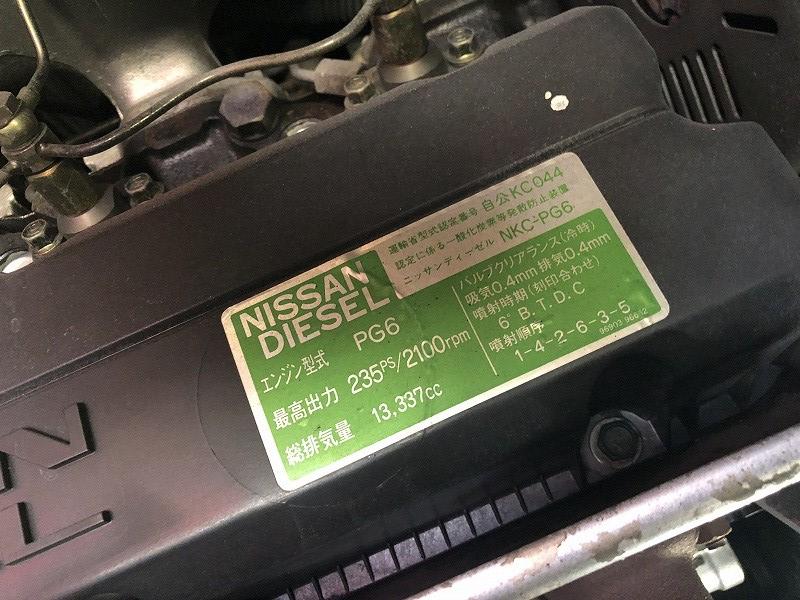 運輸省型式認定番号 自公KC044
認定に係る一酸化炭素等発散防止装置
ニッサンディーゼル NKC-PG6
NISSAN
DIESEL
エンジン型式 PG6
最高出力 235PS/2100rpm
総排気量 13,337cc
バルブクリアランス(冷時)
吸気0.4mm排気0.4mm
噴射時期(刻印合わせ)
6° B.T.D.C
噴射順序
1-4-2-6-3-5